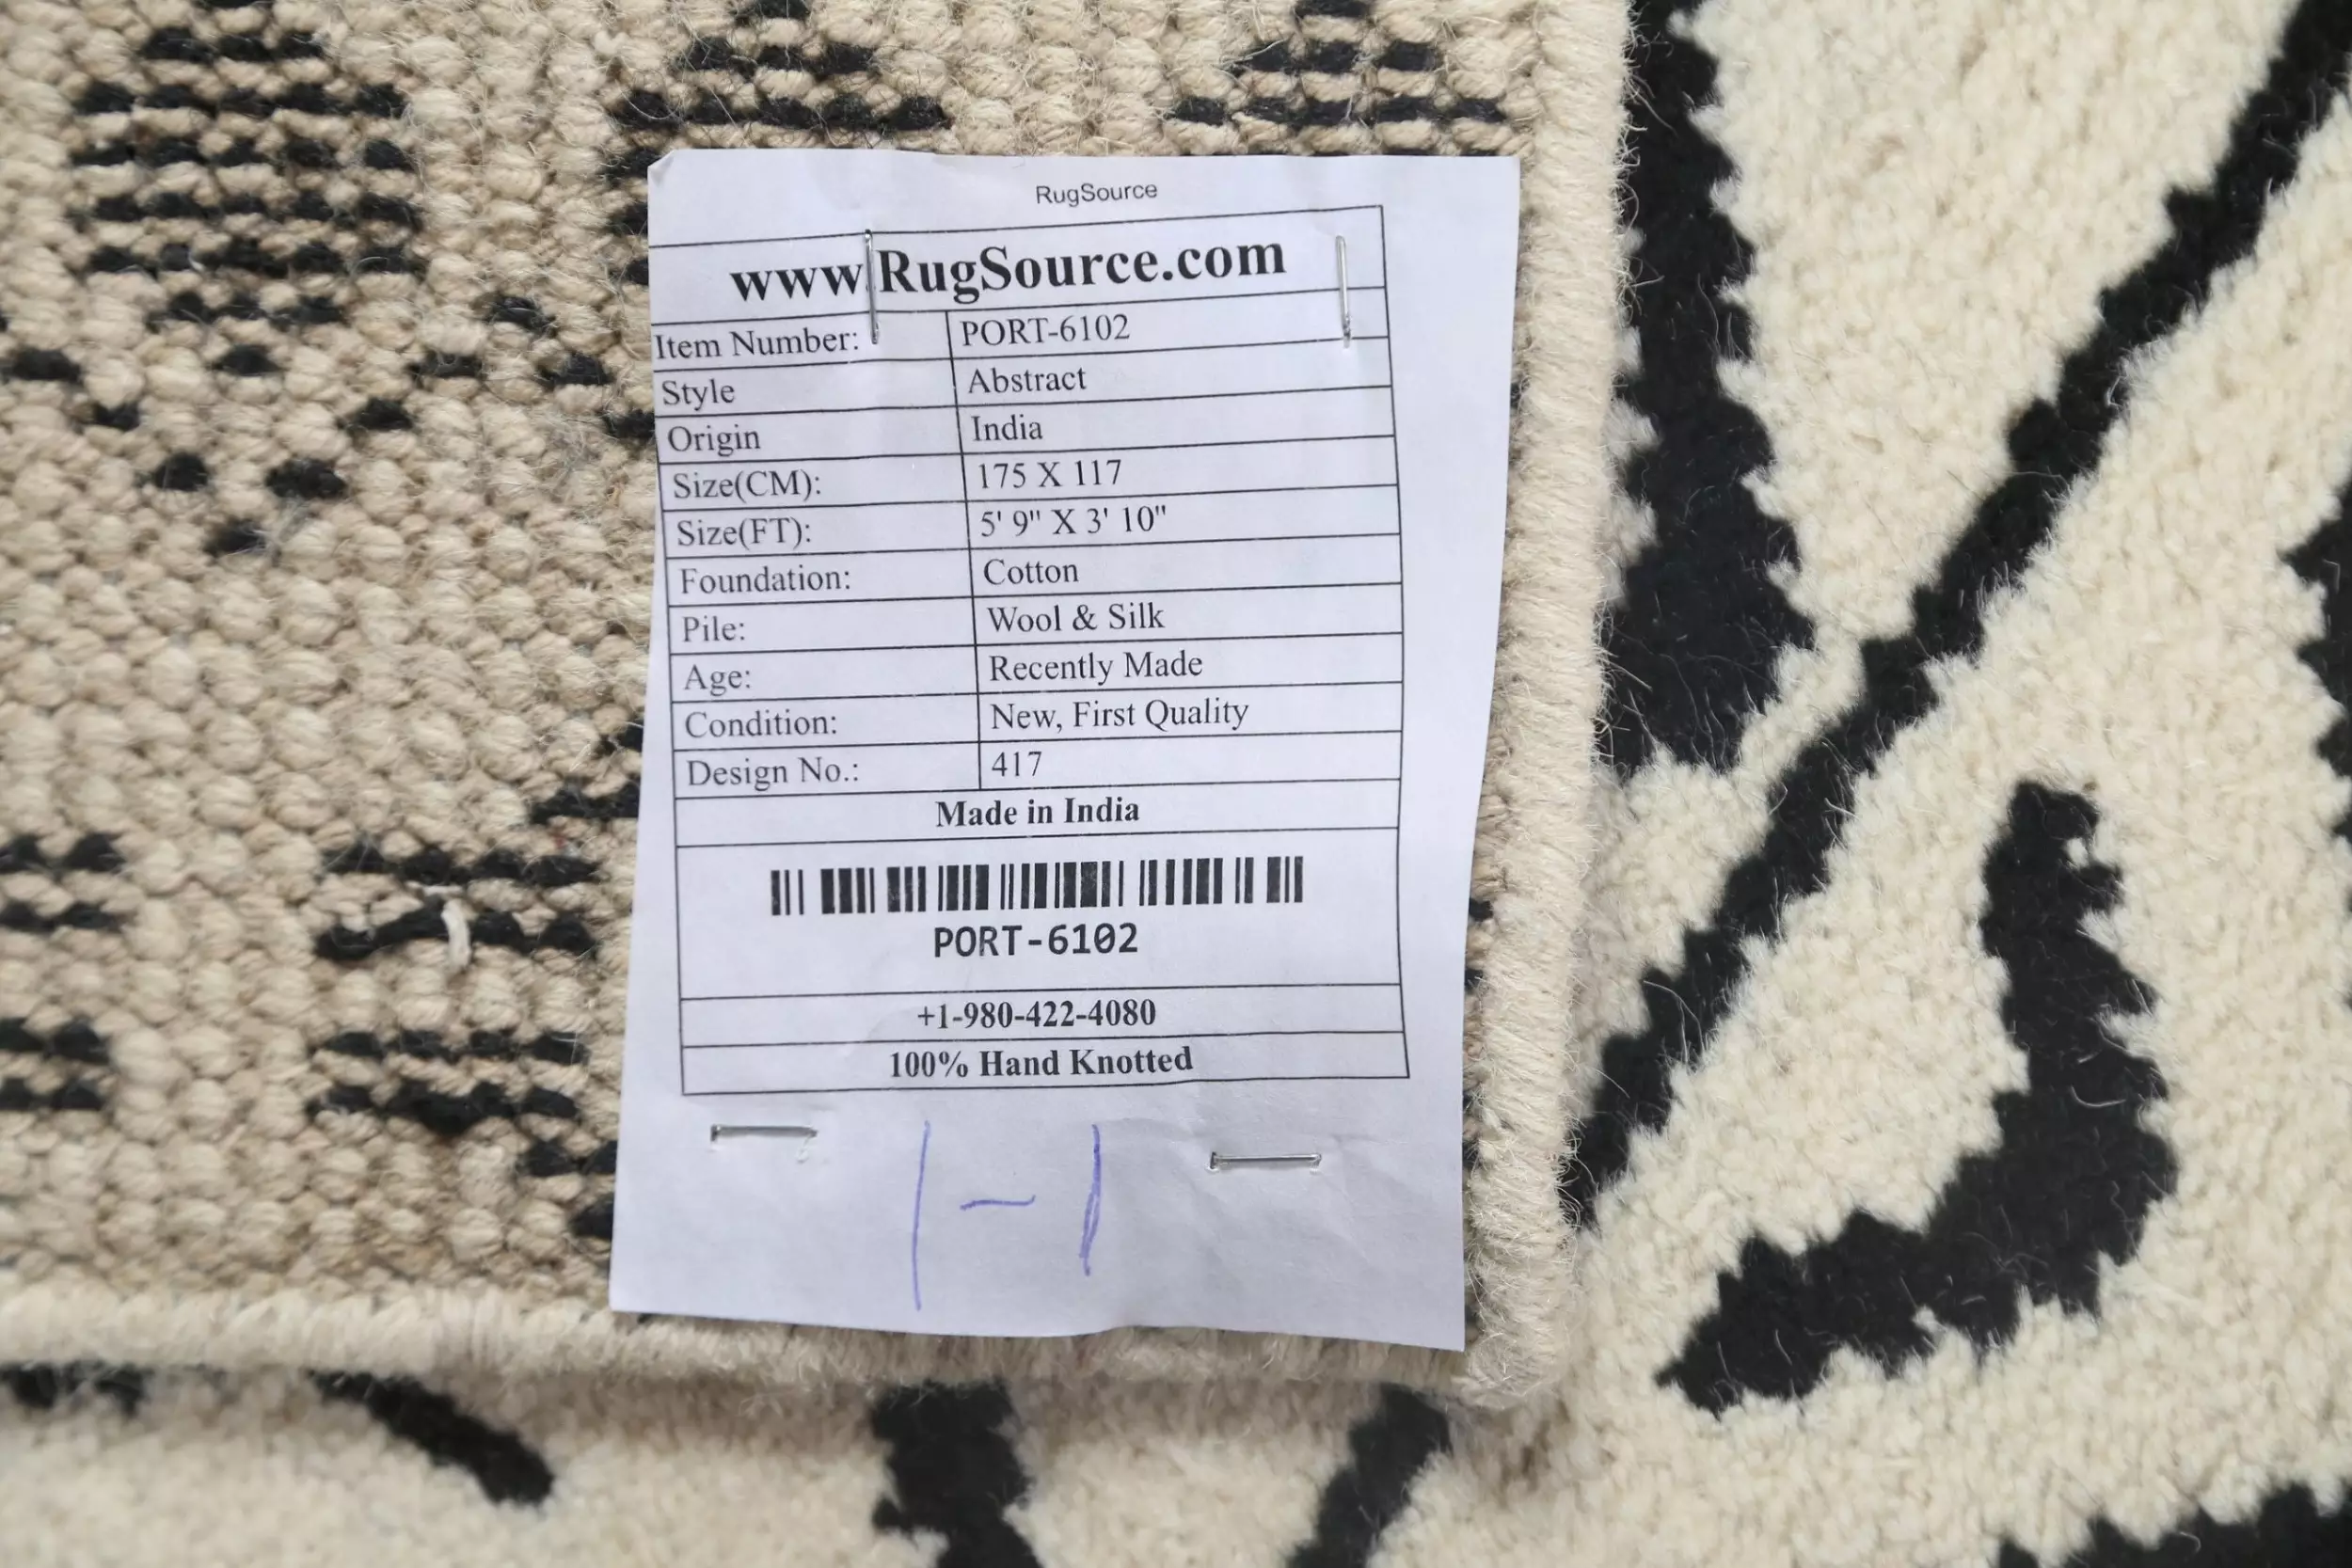 RugSource
www.RugSource.com
Item Number: PORT-6102
Style Abstract
Origin India
Size(CM): 175 X 117
Size(FT): 5' 9" X 3' 10"
Foundation: Cotton
Pile: Wool & Silk
Age: Recently Made
Condition: New, First Quality
Design No.: 417
Made in India
PORT-6102
+1-980-422-4080
100% Hand Knotted
1-1